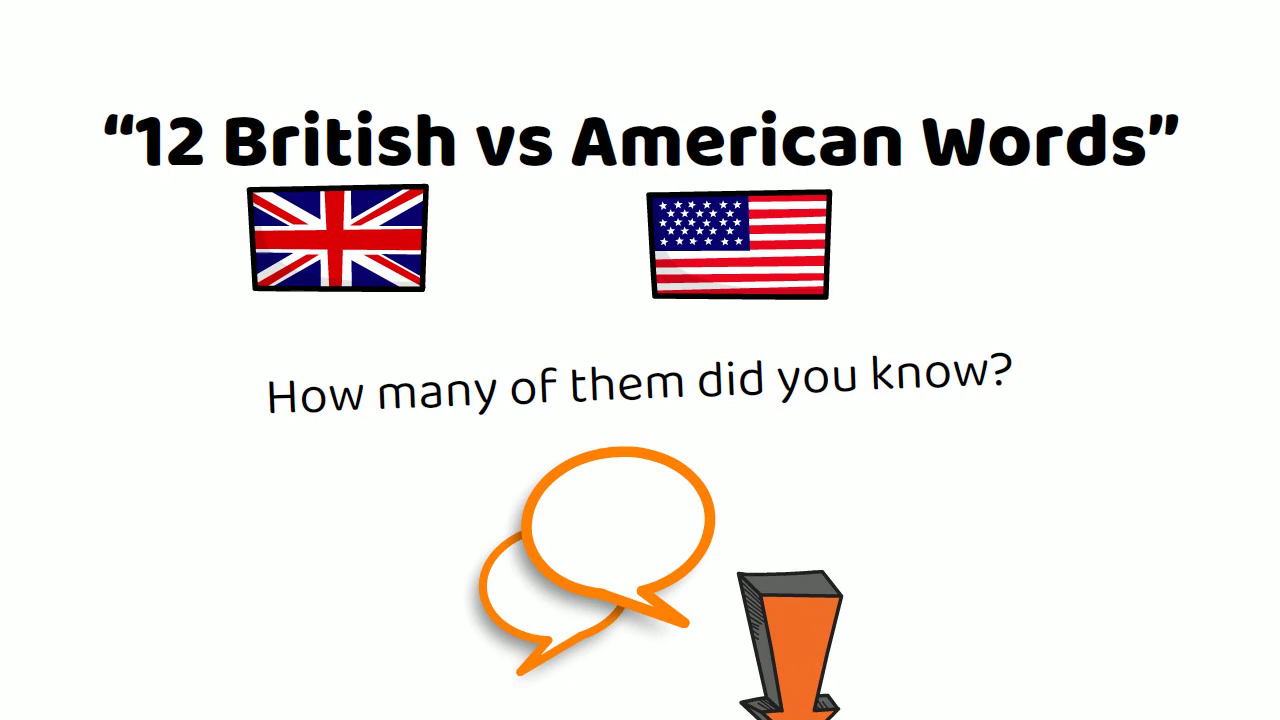 “12 British vs American Words”
How many of them did you know?